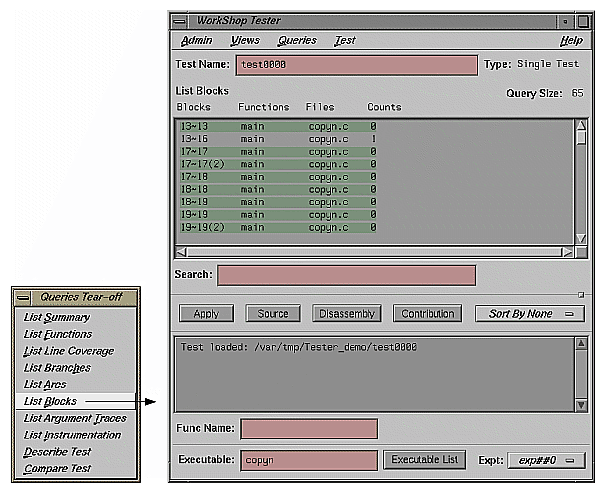 WorkShop Tester
Admin Views Queries Test Help
Test Name: test0000 Type: Single Test
List Blocks Query Size: 65
Blocks Functions Files Counts
13~13 main copyn.c 0
13~16 main copyn.c 1
17~17 main copyn.c 0
17~17(2) main copyn.c 0
17~18 main copyn.c 0
18~18 main copyn.c 0
18~19 main copyn.c 0
19~19 main copyn.c 0
19~19(2) main copyn.c 0
Search:
Apply Source Disassembly Contribution Sort By None
Test loaded: /var/tmp/Tester_demo/test0000
Func Name:
Executable: copyn Executable List Expt: exp##0
Queries Tear-off
List Summary
List Functions
List Line Coverage
List Branches
List Arcs
List Blocks
List Argument Traces
List Instrumentation
Describe Test
Compare Test